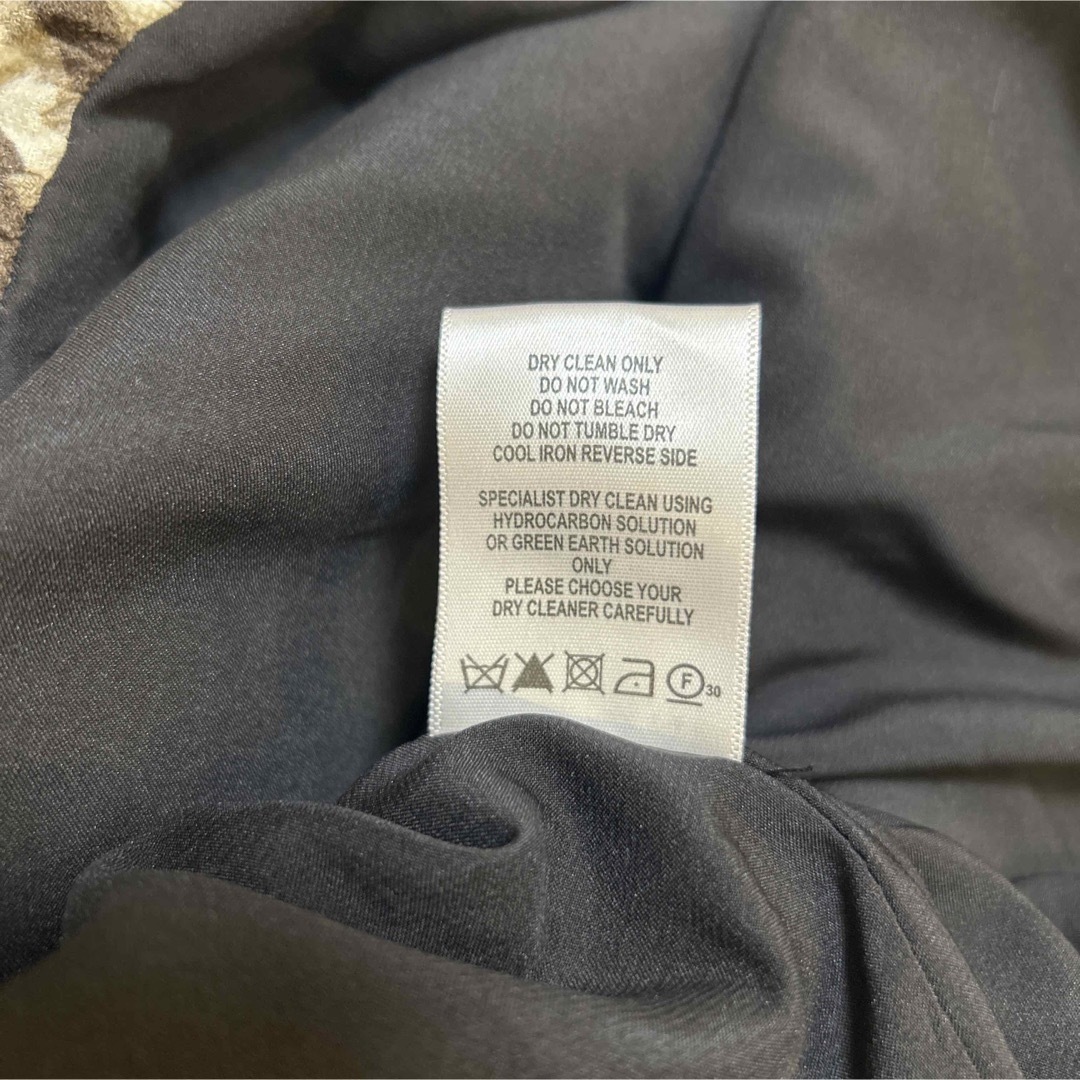 DRY CLEAN ONLY
DO NOT WASH
DO NOT BLEACH
DO NOT TUMBLE DRY
COOL IRON REVERSE SIDE
SPECIALIST DRY CLEAN USING
HYDROCARBON SOLUTION
OR GREEN EARTH SOLUTION
ONLY
PLEASE CHOOSE YOUR
DRY CLEANER CAREFULLY
F 30